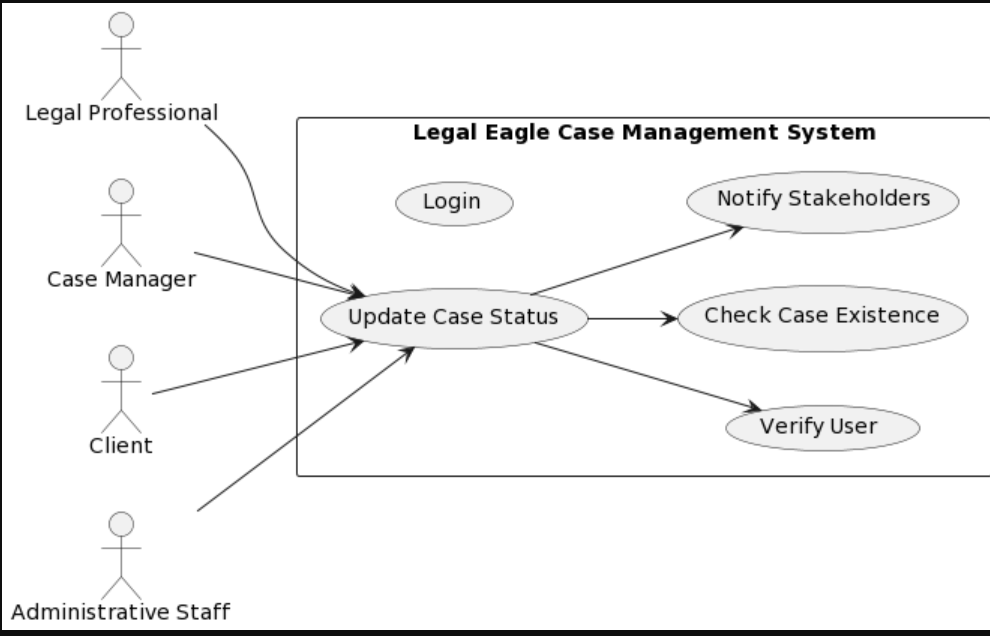 Legal Professional
Legal Eagle Case Management System
Login
Notify Stakeholders
Case Manager
Update Case Status
Check Case Existence
Client
Verify User
Administrative Staff